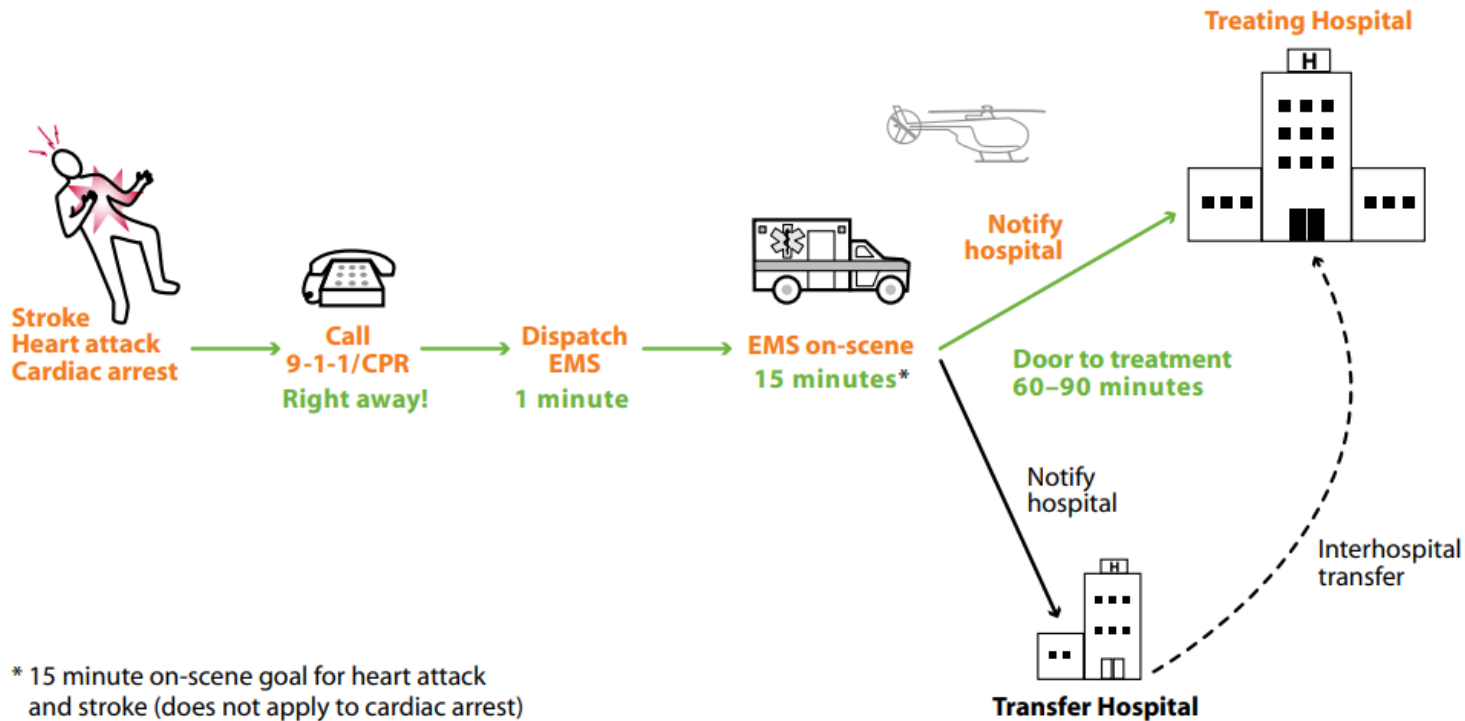 Treating Hospital
H
Notify
hospital
Stroke
Heart attack
Cardiac arrest
Call
9-1-1/CPR
Right away!
Dispatch
EMS
1 minute
EMS on-scene
15 minutes*
Door to treatment
60–90 minutes
Notify
hospital
Interhospital
transfer
H
Transfer Hospital
* 15 minute on-scene goal for heart attack
and stroke (does not apply to cardiac arrest)